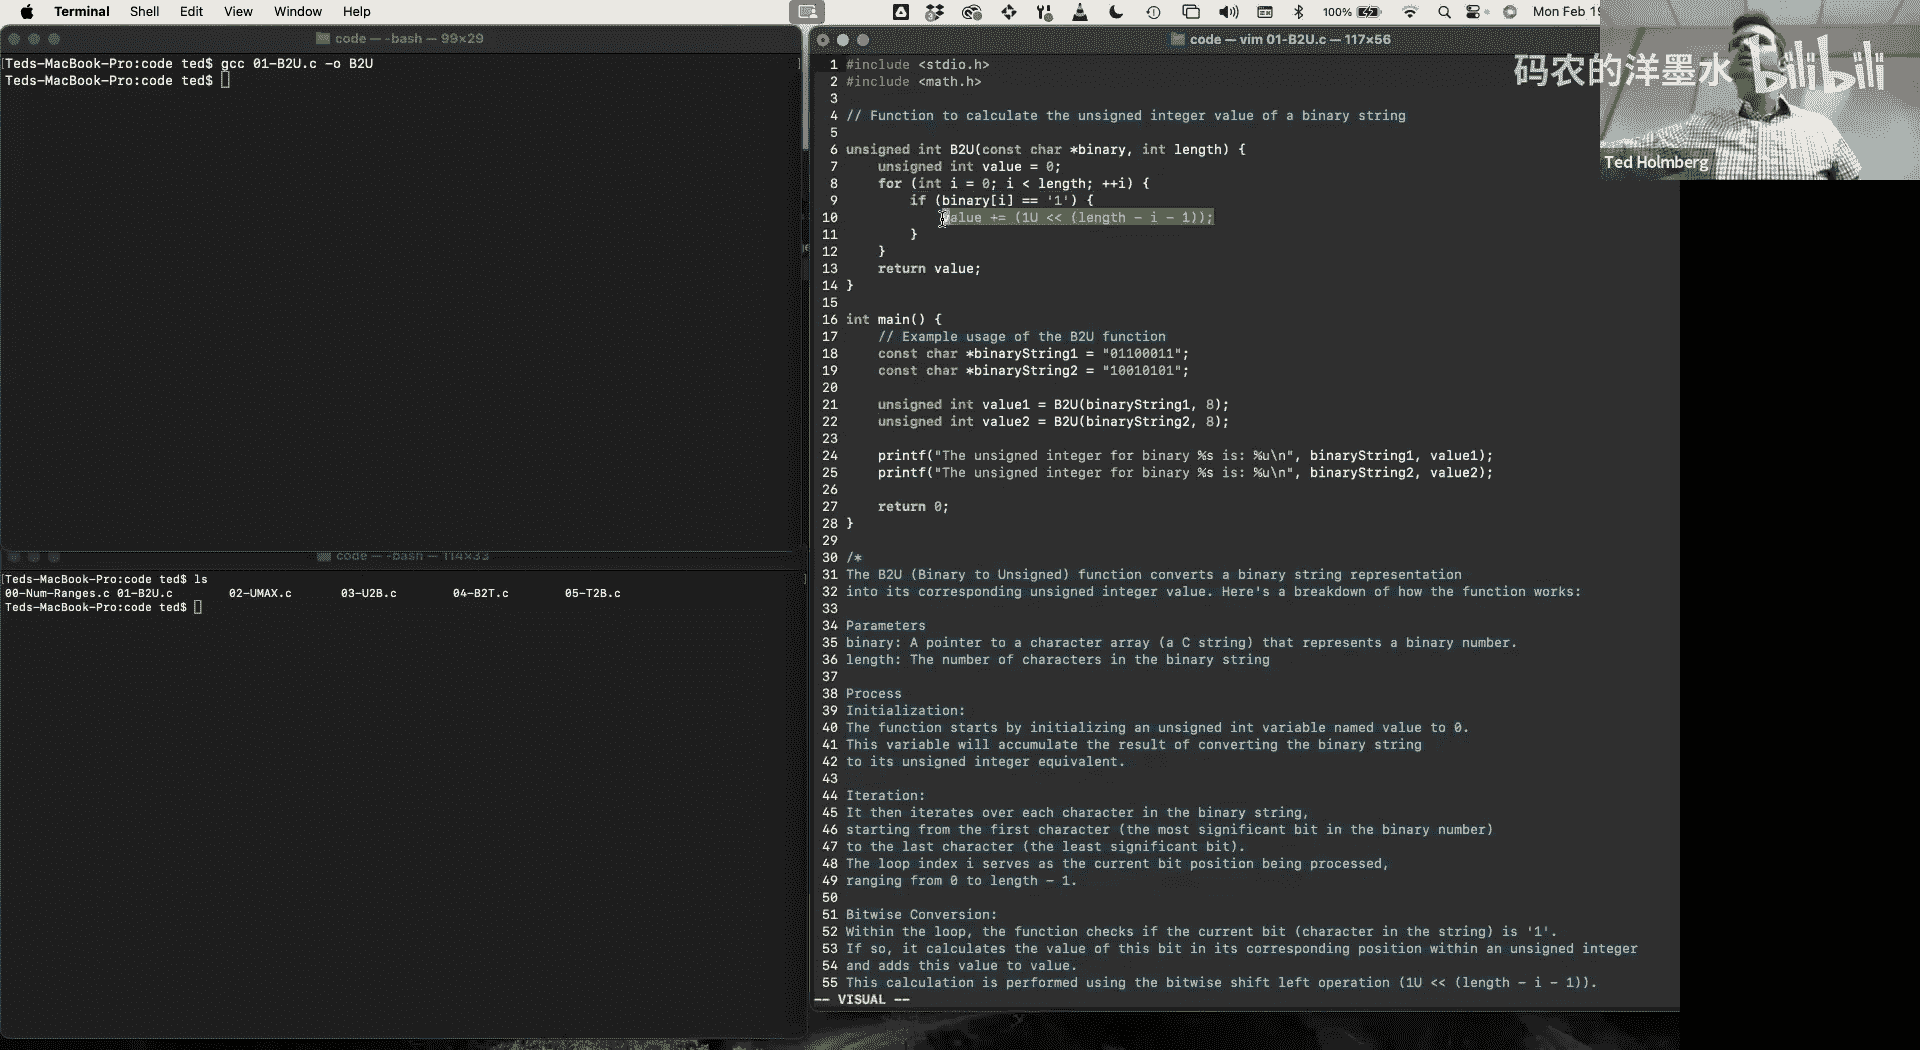 Terminal Shell Edit View Window Help
100%
Mon Feb 1
code — -bash — 99×29
Teds-MacBook-Pro:code ted$ gcc 01-B2U.c -o B2U
Teds-MacBook-Pro:code ted$
code — -bash — 114×33
Teds-MacBook-Pro:code ted$ ls
00-Num-Ranges.c 01-B2U.c 02-UMAX.c 03-U2B.c 04-B2T.c 05-T2B.c
Teds-MacBook-Pro:code ted$
code — vim 01-B2U.c — 117×56
1 #include <stdio.h>
2 #include <math.h>
3
4 // Function to calculate the unsigned integer value of a binary string
5
6 unsigned int B2U(const char *binary, int length) {
7 unsigned int value = 0;
8 for (int i = 0; i < length; ++i) {
9 if (binary[i] == '1') {
10 value += (1U << (length - i - 1));
11 }
12 }
13 return value;
14 }
15
16 int main() {
17 // Example usage of the B2U function
18 const char *binaryString1 = "01100011";
19 const char *binaryString2 = "10010101";
20
21 unsigned int value1 = B2U(binaryString1, 8);
22 unsigned int value2 = B2U(binaryString2, 8);
23
24 printf("The unsigned integer for binary %s is: %u\n", binaryString1, value1);
25 printf("The unsigned integer for binary %s is: %u\n", binaryString2, value2);
26
27 return 0;
28 }
29
30 /*
31 The B2U (Binary to Unsigned) function converts a binary string representation
32 into its corresponding unsigned integer value. Here's a breakdown of how the function works:
33
34 Parameters
35 binary: A pointer to a character array (a C string) that represents a binary number.
36 length: The number of characters in the binary string
37
38 Process
39 Initialization:
40 The function starts by initializing an unsigned int variable named value to 0.
41 This variable will accumulate the result of converting the binary string
42 to its unsigned integer equivalent.
43
44 Iteration:
45 It then iterates over each character in the binary string,
46 starting from the first character (the most significant bit in the binary number)
47 to the last character (the least significant bit).
48 The loop index i serves as the current bit position being processed,
49 ranging from 0 to length - 1.
50
51 Bitwise Conversion:
52 Within the loop, the function checks if the current bit (character in the string) is '1'.
53 If so, it calculates the value of this bit in its corresponding position within an unsigned integer
54 and adds this value to value.
55 This calculation is performed using the bitwise shift left operation (1U << (length - i - 1)).
-- VISUAL --
码农的洋墨水 bilibili
Ted Holmberg